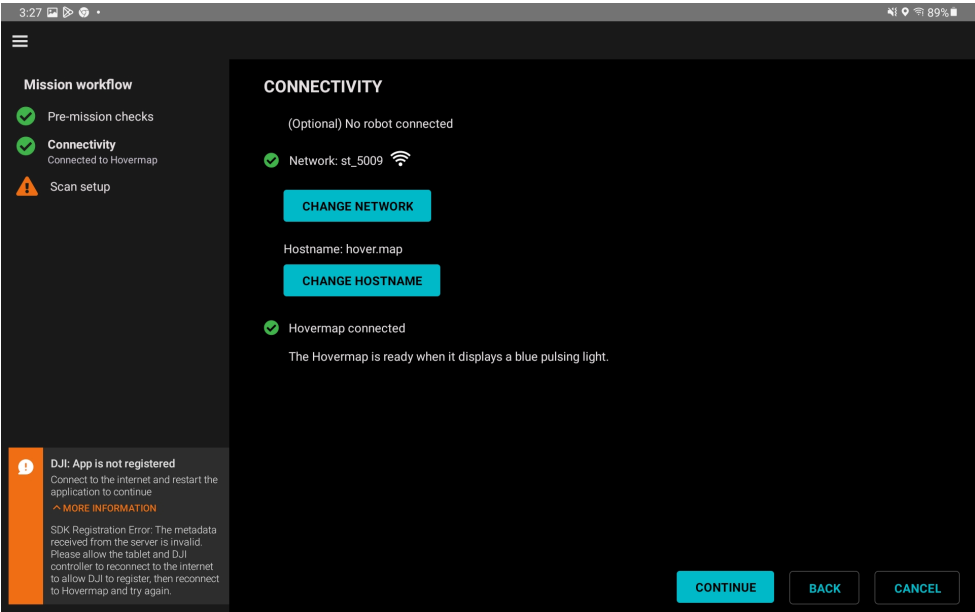 3:27
89%
Mission workflow
Pre-mission checks
Connectivity
Connected to Hovermap
Scan setup
CONNECTIVITY
(Optional) No robot connected
Network: st_5009
CHANGE NETWORK
Hostname: hover.map
CHANGE HOSTNAME
Hovermap connected
The Hovermap is ready when it displays a blue pulsing light.
DJI: App is not registered
Connect to the internet and restart the
application to continue
MORE INFORMATION
SDK Registration Error: The metadata
received from the server is invalid.
Please allow the tablet and DJI
controller to reconnect to the internet
to allow DJI to register, then reconnect
to Hovermap and try again.
CONTINUE
BACK
CANCEL